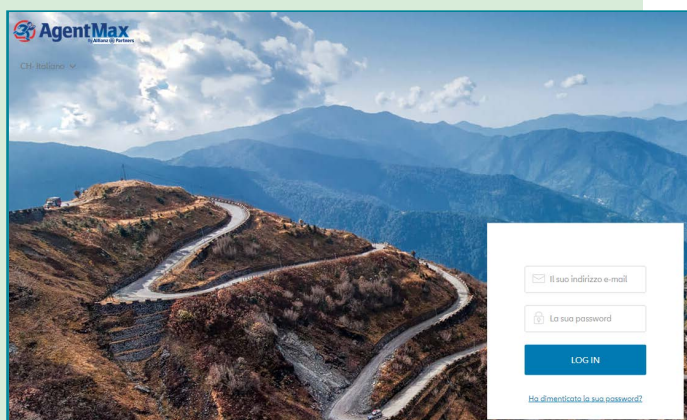 AgentMax
by Allianz Partners
CH- Italiano
Il suo indirizzo e-mail
La sua password
LOG IN
Ha dimenticato la sua password?